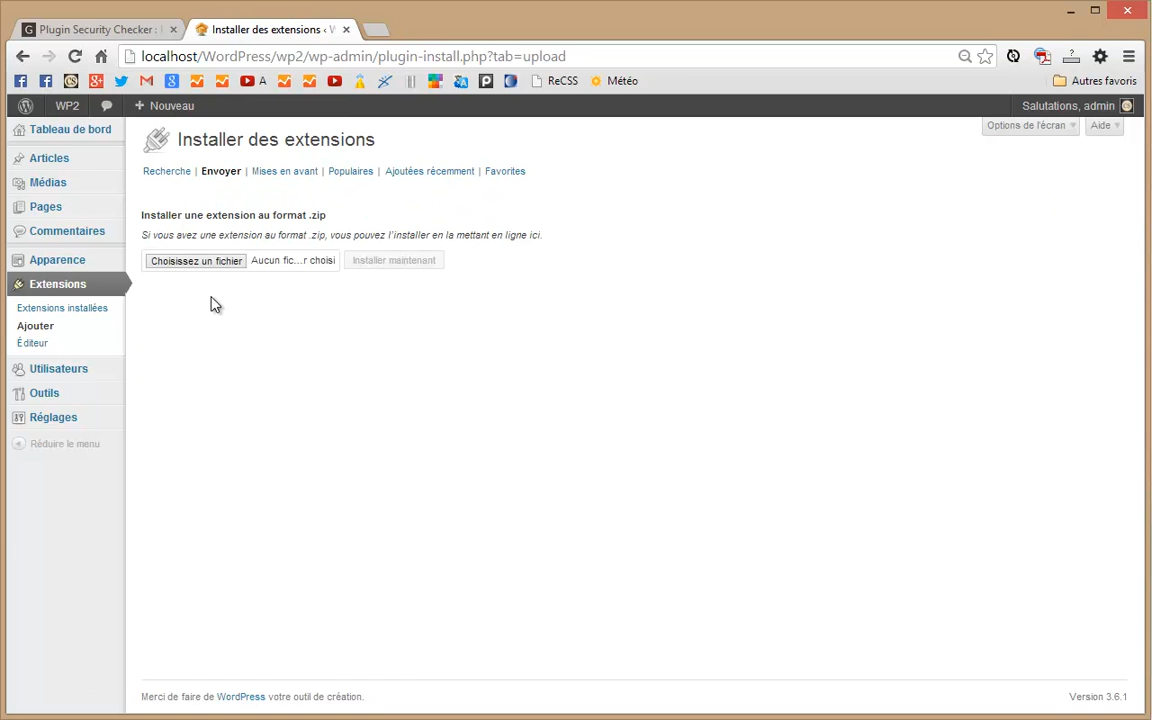 Plugin Security Checker :
Installer des extensions ‹ W
localhost/WordPress/wp2/wp-admin/plugin-install.php?tab=upload
A
ReCSS
Météo
Autres favoris
WP2
+ Nouveau
Salutations, admin
Tableau de bord
Articles
Médias
Pages
Commentaires
Apparence
Extensions
Extensions installées
Ajouter
Éditeur
Utilisateurs
Outils
Réglages
Réduire le menu
Options de l'écran
Aide
Installer des extensions
Recherche | Envoyer | Mises en avant | Populaires | Ajoutées récemment | Favorites
Installer une extension au format .zip
Si vous avez une extension au format .zip, vous pouvez l'installer en la mettant en ligne ici.
Choisissez un fichier Aucun fic...r choisi Installer maintenant
Merci de faire de WordPress votre outil de création.
Version 3.6.1